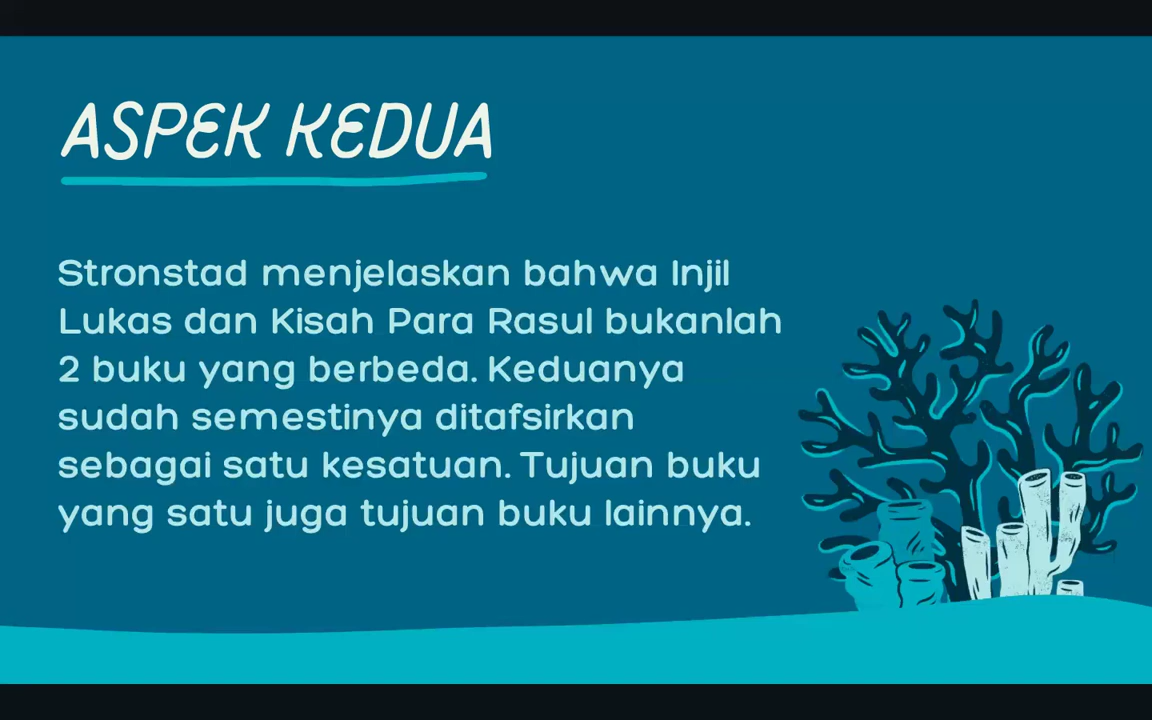 ASPEK KEDUA
Stronstad menjelaskan bahwa Injil
Lukas dan Kisah Para Rasul bukanlah
2 buku yang berbeda. Keduanya
sudah semestinya ditafsirkan
sebagai satu kesatuan. Tujuan buku
yang satu juga tujuan buku lainnya.